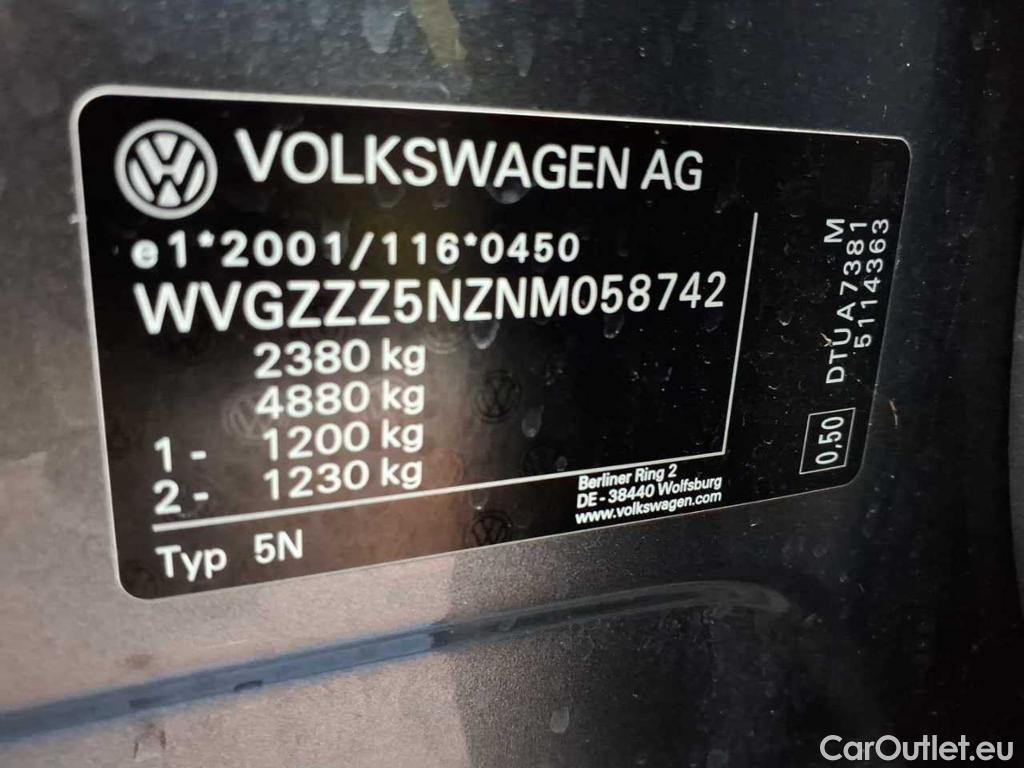 VOLKSWAGEN AG
e1*2001/116*0450
WVGZZZ5NZNM058742
2380 kg
4880 kg
1 - 1200 kg
2 - 1230 kg
Typ 5N
Berliner Ring 2
DE - 38440 Wolfsburg
www.volkswagen.com
0,50 DTUA7381 M
5114363
CarOutlet.eu